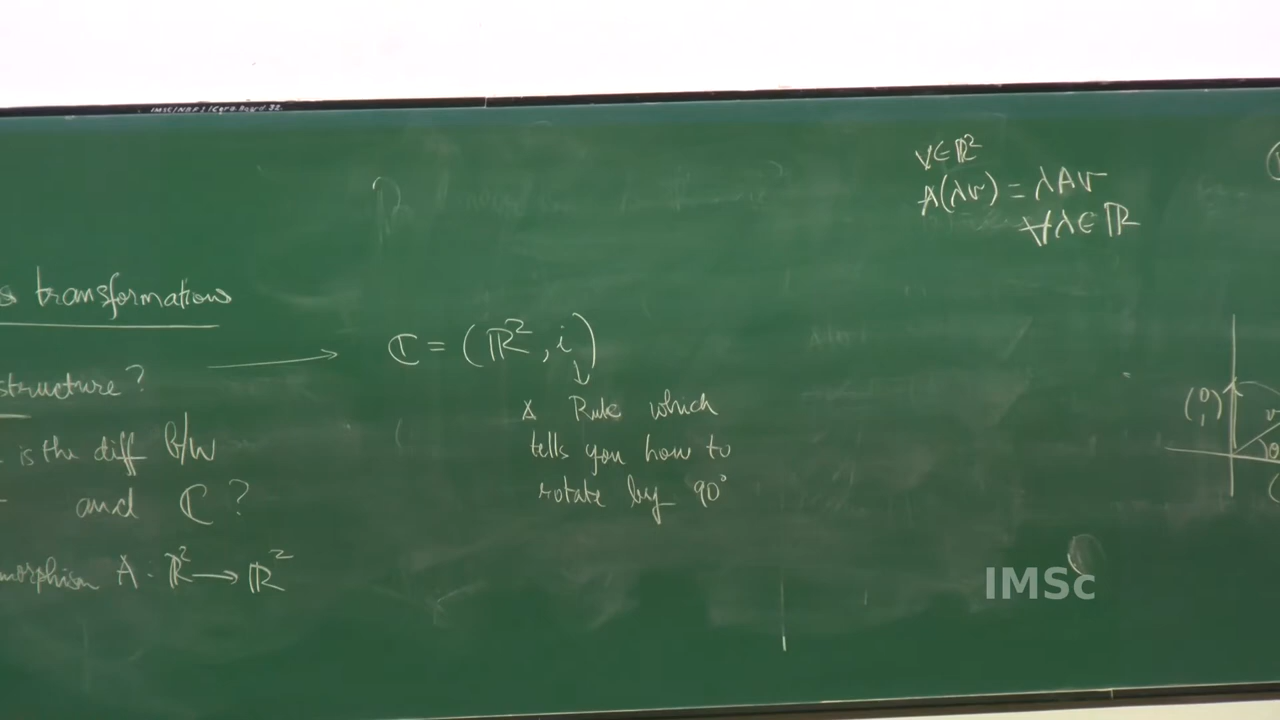 transformations
structure?
is the diff b/w
and ℂ?
morphism A : ℝ² → ℝ²
ℂ = (ℝ², i)
A Rule which
tells you how to
rotate by 90°
v ∈ ℝ²
A(λv) = λAv
∀λ ∈ ℝ
(0
1)
v
θ
IMSc